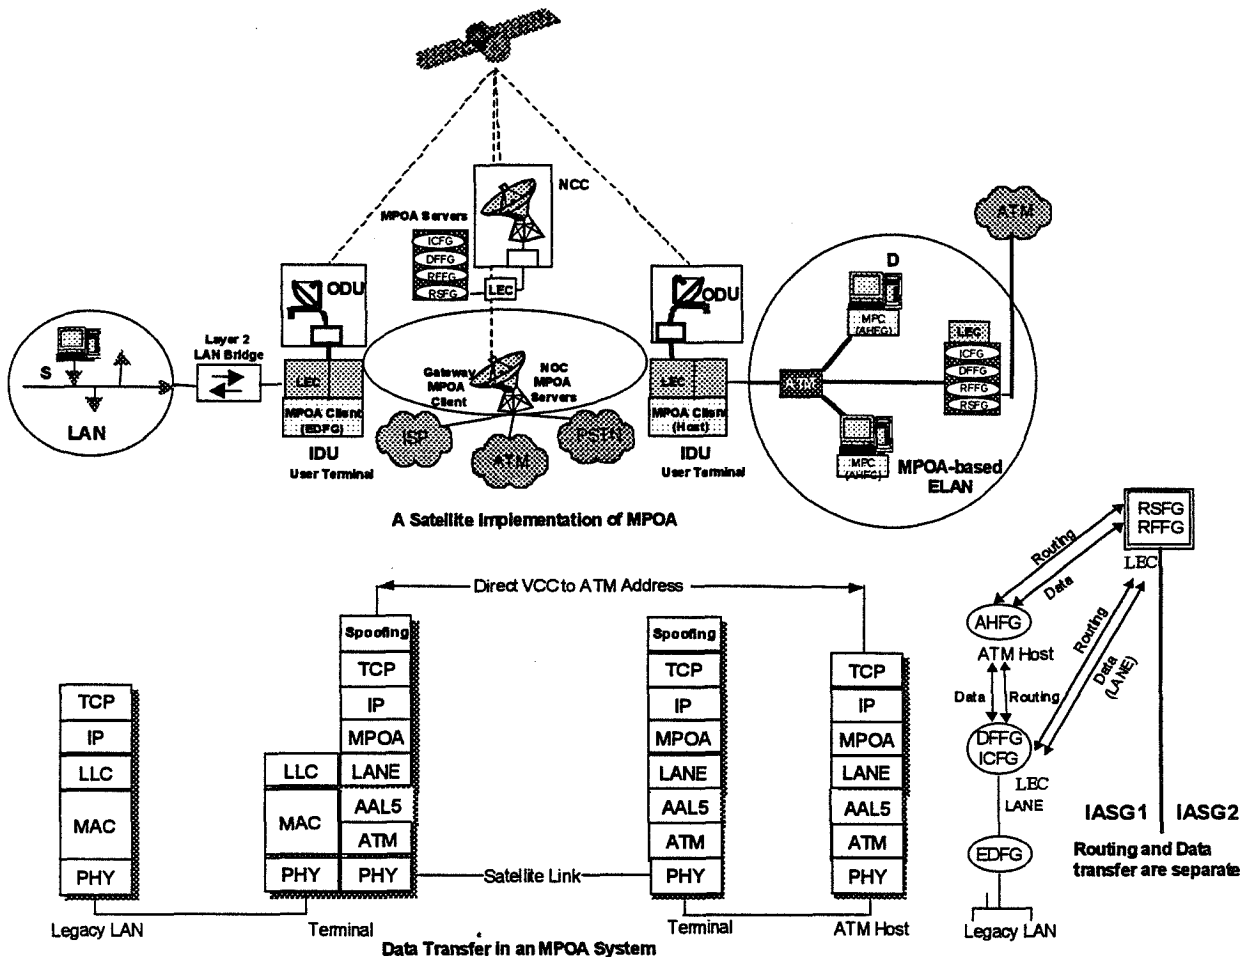 NCC
MPOA Servers
ICFG
DFFG
RFFG
RSFG
LEC
ATM
D
MPC
(AHFG)
LEC
ICFG
DFFG
RFFG
RSFG
ODU
ODU
Layer 2
LAN Bridge
S
LAN
LEC
MPOA Client
(EDFG)
IDU
User Terminal
Gateway
MPOA
Client
NOC
MPOA
Servers
ISP
ATM
PSTN
LEC
MPOA Client
(Host)
IDU
User Terminal
ATM
MPC
(AHFG)
MPOA-based
ELAN
A Satellite Implementation of MPOA
RSFG
RFFG
LEC
Routing
Data
AHFG
ATM Host
Routing
Data
(LANE)
Data
Routing
DFFG
ICFG
LEC
LANE
IASG1
IASG2
EDFG
Routing and Data
transfer are separate
Legacy LAN
Direct VCC to ATM Address
TCP
IP
LLC
MAC
PHY
Legacy LAN
LLC
MAC
PHY
Spoofing
TCP
IP
MPOA
LANE
AAL5
ATM
PHY
Terminal
Satellite Link
Spoofing
TCP
IP
MPOA
LANE
AAL5
ATM
PHY
Terminal
TCP
IP
MPOA
LANE
AAL5
ATM
PHY
ATM Host
Data Transfer in an MPOA System